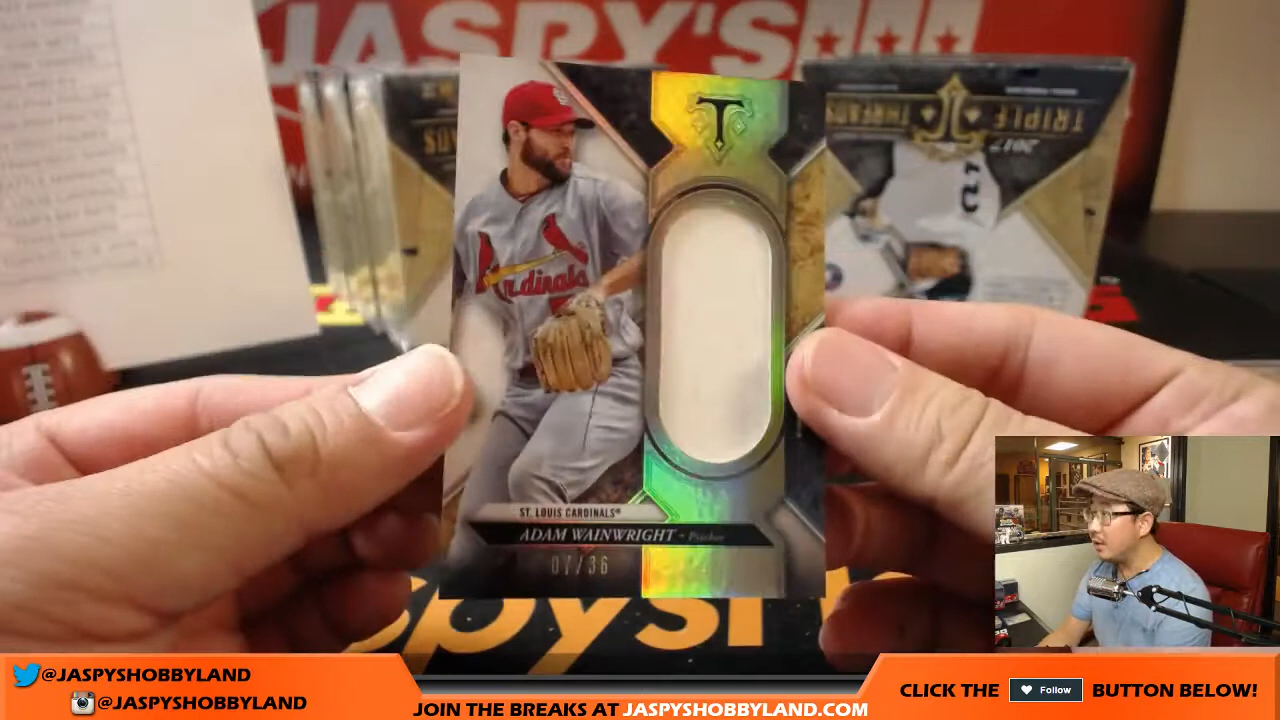 JASPY'S
TRIPLE THREADS
2017
T
Cardinals
ST. LOUIS CARDINALS®
ADAM WAINWRIGHT • Pitcher
07/36
@JASPYSHOBBYLAND
@JASPYSHOBBYLAND
JOIN THE BREAKS AT JASPYSHOBBYLAND.COM
CLICK THE Follow BUTTON BELOW!